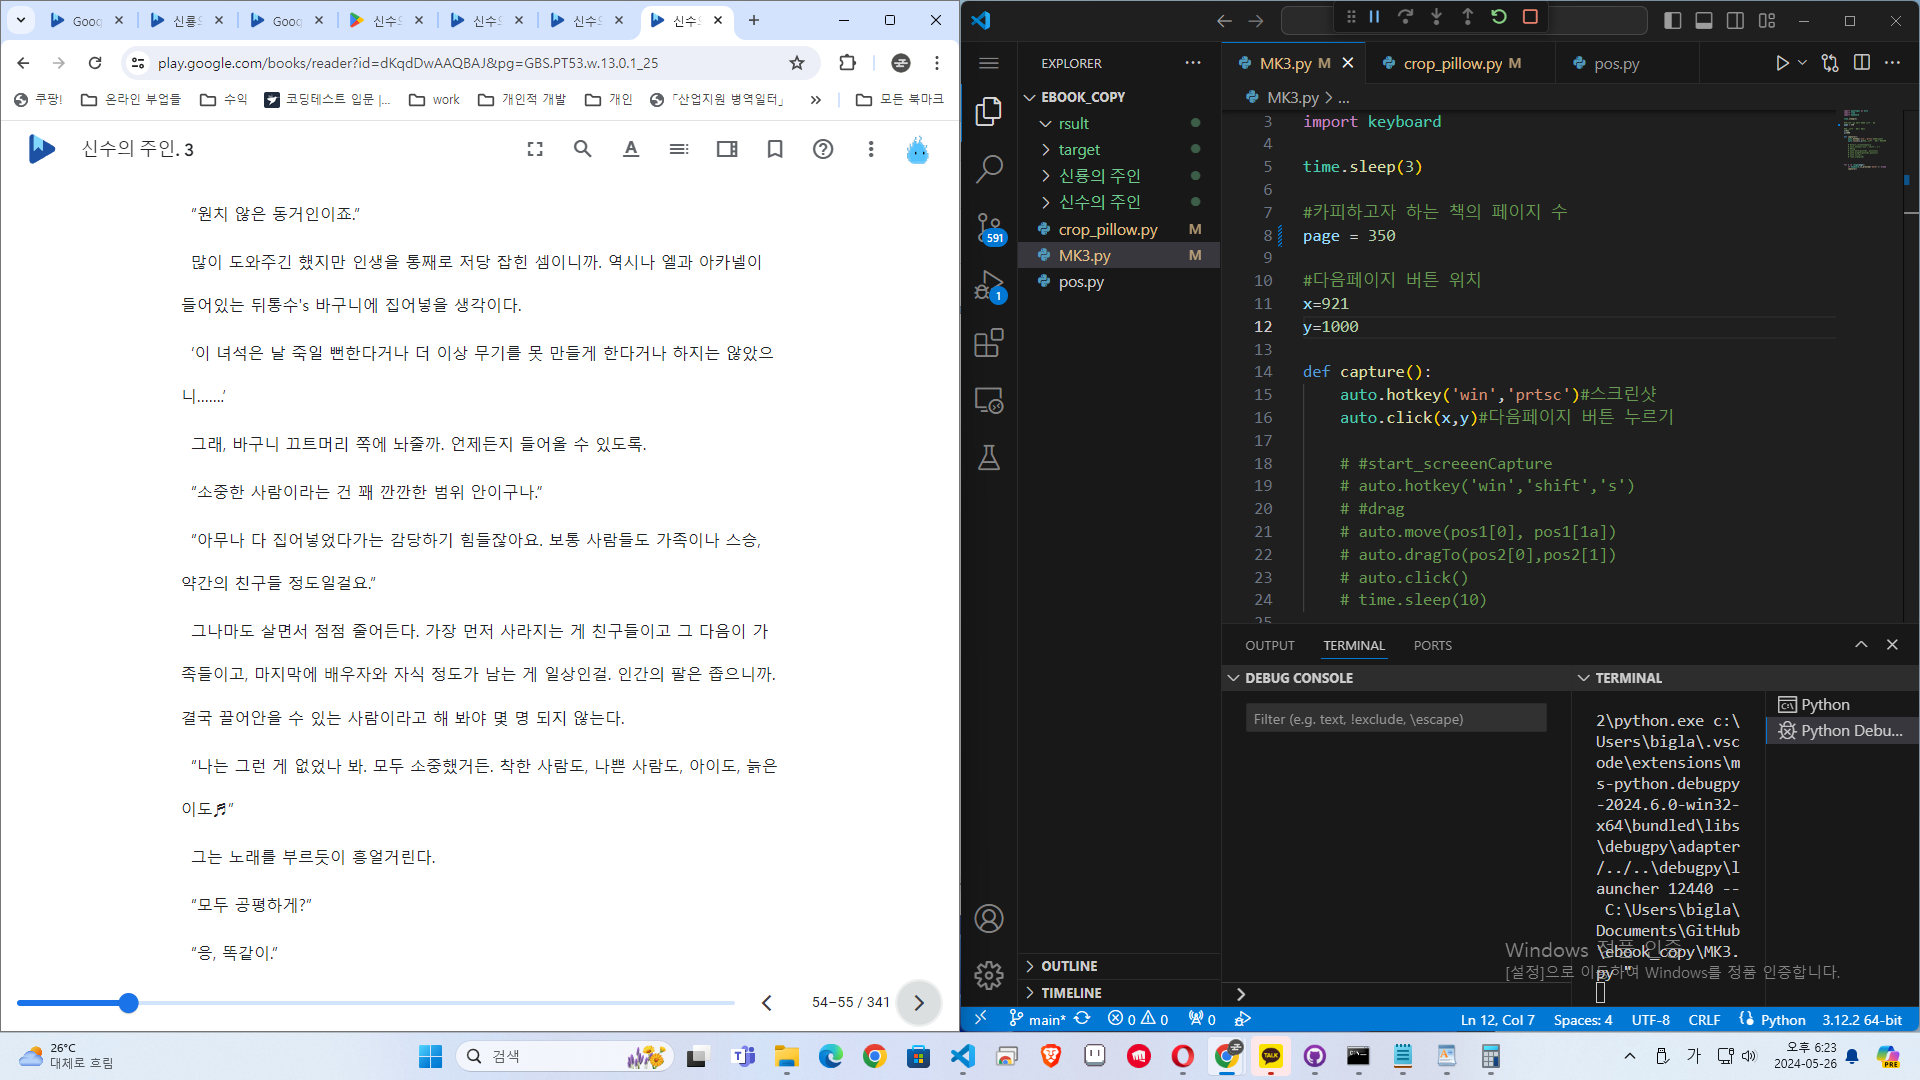 Goog
신룡의
Goog
신수의
신수의
신수의
신수의
play.google.com/books/reader?id=dKqdDwAAQBAJ&pg=GBS.PT53.w.13.0.1_25
쿠팡!
온라인 부업들
수익
코딩테스트 입문 |...
work
개인적 개발
개인
「산업지원 병역일터」
»
모든 북마크
신수의 주인. 3
“원치 않은 동거인이죠.”
많이 도와주긴 했지만 인생을 통째로 저당 잡힌 셈이니까. 역시나 엘과 아카넬이
들어있는 뒤통수's 바구니에 집어넣을 생각이다.
‘이 녀석은 날 죽일 뻔한다거나 더 이상 무기를 못 만들게 한다거나 하지는 않았으
니…….’
그래, 바구니 끄트머리 쪽에 놔줄까. 언제든지 들어올 수 있도록.
“소중한 사람이라는 건 꽤 깐깐한 범위 안이구나.”
“아무나 다 집어넣었다가는 감당하기 힘들잖아요. 보통 사람들도 가족이나 스승,
약간의 친구들 정도일걸요.”
그나마도 살면서 점점 줄어든다. 가장 먼저 사라지는 게 친구들이고 그 다음이 가
족들이고, 마지막에 배우자와 자식 정도가 남는 게 일상인걸. 인간의 팔은 좁으니까.
결국 끌어안을 수 있는 사람이라고 해 봐야 몇 명 되지 않는다.
“나는 그런 게 없었나 봐. 모두 소중했거든. 착한 사람도, 나쁜 사람도, 아이도, 늙은
이도♬”
그는 노래를 부르듯이 흥얼거린다.
“모두 공평하게?”
“응, 똑같이.”
54–55 / 341
EXPLORER
EBOOK_COPY
rsult
target
신룡의 주인
신수의 주인
crop_pillow.py M
MK3.py M
pos.py
591
1
OUTLINE
TIMELINE
MK3.py M
crop_pillow.py M
pos.py
MK3.py > ...
3 import keyboard
4
5 time.sleep(3)
6
7 #카피하고자 하는 책의 페이지 수
8 page = 350
9
10 #다음페이지 버튼 위치
11 x=921
12 y=1000
13
14 def capture():
15 auto.hotkey('win','prtsc')#스크린샷
16 auto.click(x,y)#다음페이지 버튼 누르기
17
18 # #start_screeenCapture
19 # auto.hotkey('win','shift','s')
20 # #drag
21 # auto.move(pos1[0], pos1[1a])
22 # auto.dragTo(pos2[0],pos2[1])
23 # auto.click()
24 # time.sleep(10)
25
OUTPUT
TERMINAL
PORTS
DEBUG CONSOLE
Filter (e.g. text, !exclude, \escape)
TERMINAL
2\python.exe c:\
Users\bigla\.vsc
ode\extensions\m
s-python.debugpy
-2024.6.0-win32-
x64\bundled\libs
\debugpy\adapter
/../..\debugpy\l
auncher 12440 --
C:\Users\bigla\
Documents\GitHub
\ebook_copy\MK3.
py "
Python
Python Debu...
Windows 정품 인증
[설정]으로 이동하여 Windows를 정품 인증합니다.
main*
0 0
0
Ln 12, Col 7
Spaces: 4
UTF-8
CRLF
Python
3.12.2 64-bit
26°C
대체로 흐림
검색
TALK
가
오후 6:23
2024-05-26
PRE